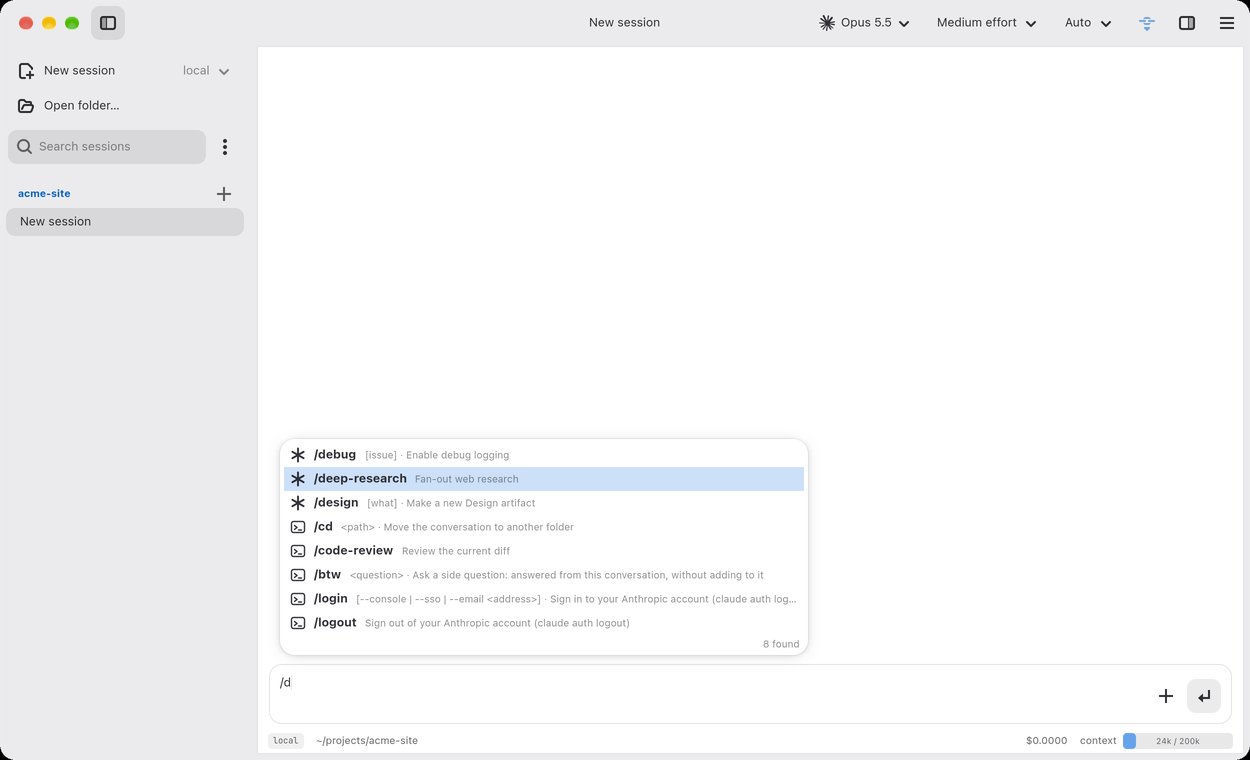 New session
Opus 5.5
Medium effort
Auto
New session
local
Open folder...
Search sessions
acme-site
New session
/debug [issue] · Enable debug logging
/deep-research Fan-out web research
/design [what] · Make a new Design artifact
/cd <path> · Move the conversation to another folder
/code-review Review the current diff
/btw <question> · Ask a side question: answered from this conversation, without adding to it
/login [--console | --sso | --email <address>] · Sign in to your Anthropic account (claude auth log...
/logout Sign out of your Anthropic account (claude auth logout)
8 found
/d
local ~/projects/acme-site
$0.0000 context 24k / 200k